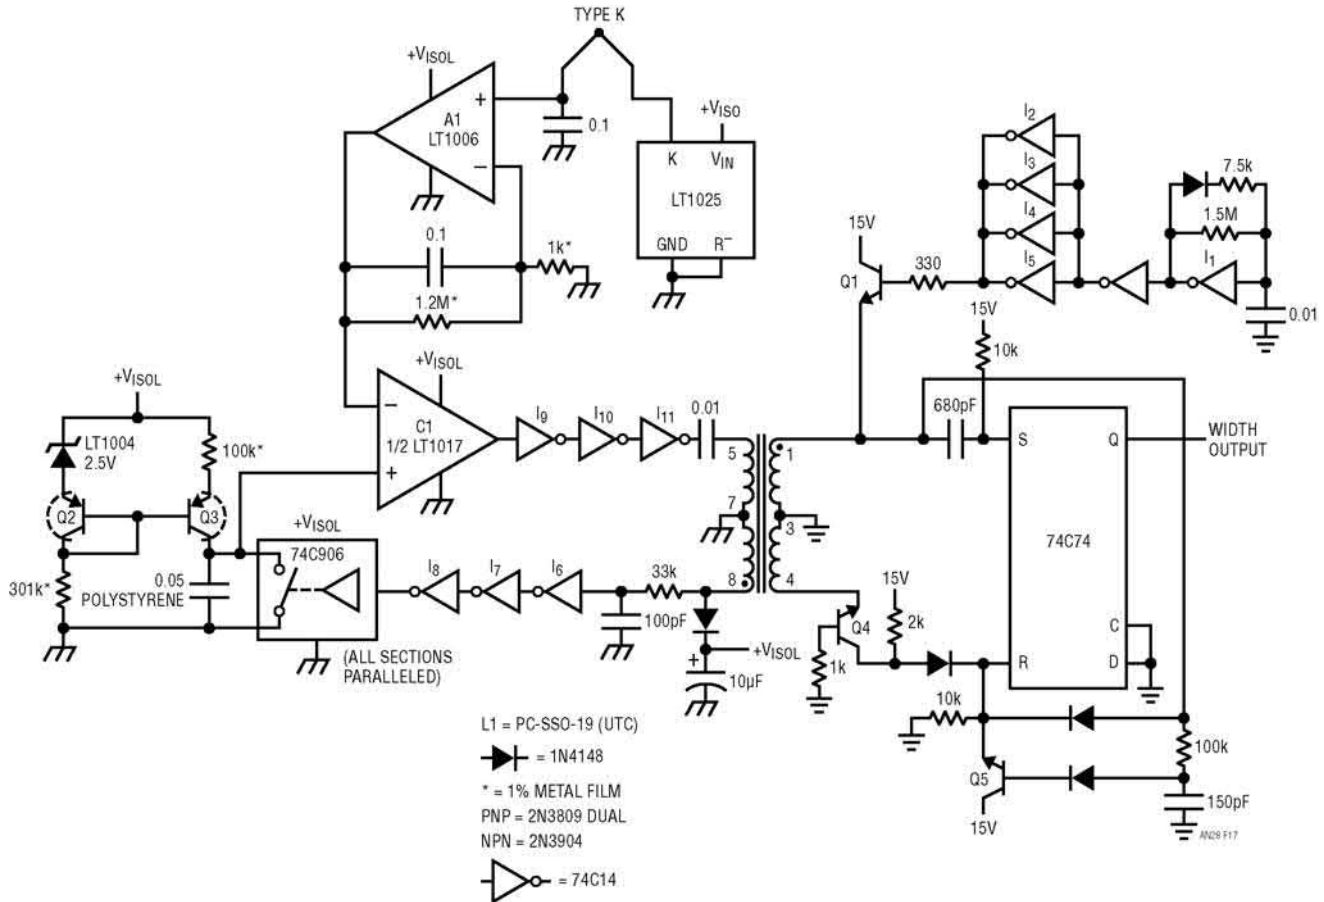 TYPE K
+VISOL
A1
LT1006
+
−
0.1
+VISO
K
VIN
LT1025
GND
R−
0.1
1k*
1.2M*
I2
I3
I4
I5
7.5k
1.5M
I1
0.01
15V
Q1
330
15V
10k
680pF
+VISOL
LT1004
2.5V
100k*
Q2
Q3
301k*
0.05
POLYSTYRENE
+VISOL
−
C1
1/2 LT1017
+
I9
I10
I11
0.01
5
7
8
1
3
4
S
Q
WIDTH
OUTPUT
74C74
C
D
R
+VISOL
74C906
I8
I7
I6
33k
100pF
+VISOL
+
10µF
(ALL SECTIONS
PARALLELED)
15V
Q4
2k
1k
10k
Q5
15V
100k
150pF
AN28 F17
L1 = PC-SSO-19 (UTC)
= 1N4148
* = 1% METAL FILM
PNP = 2N3809 DUAL
NPN = 2N3904
= 74C14